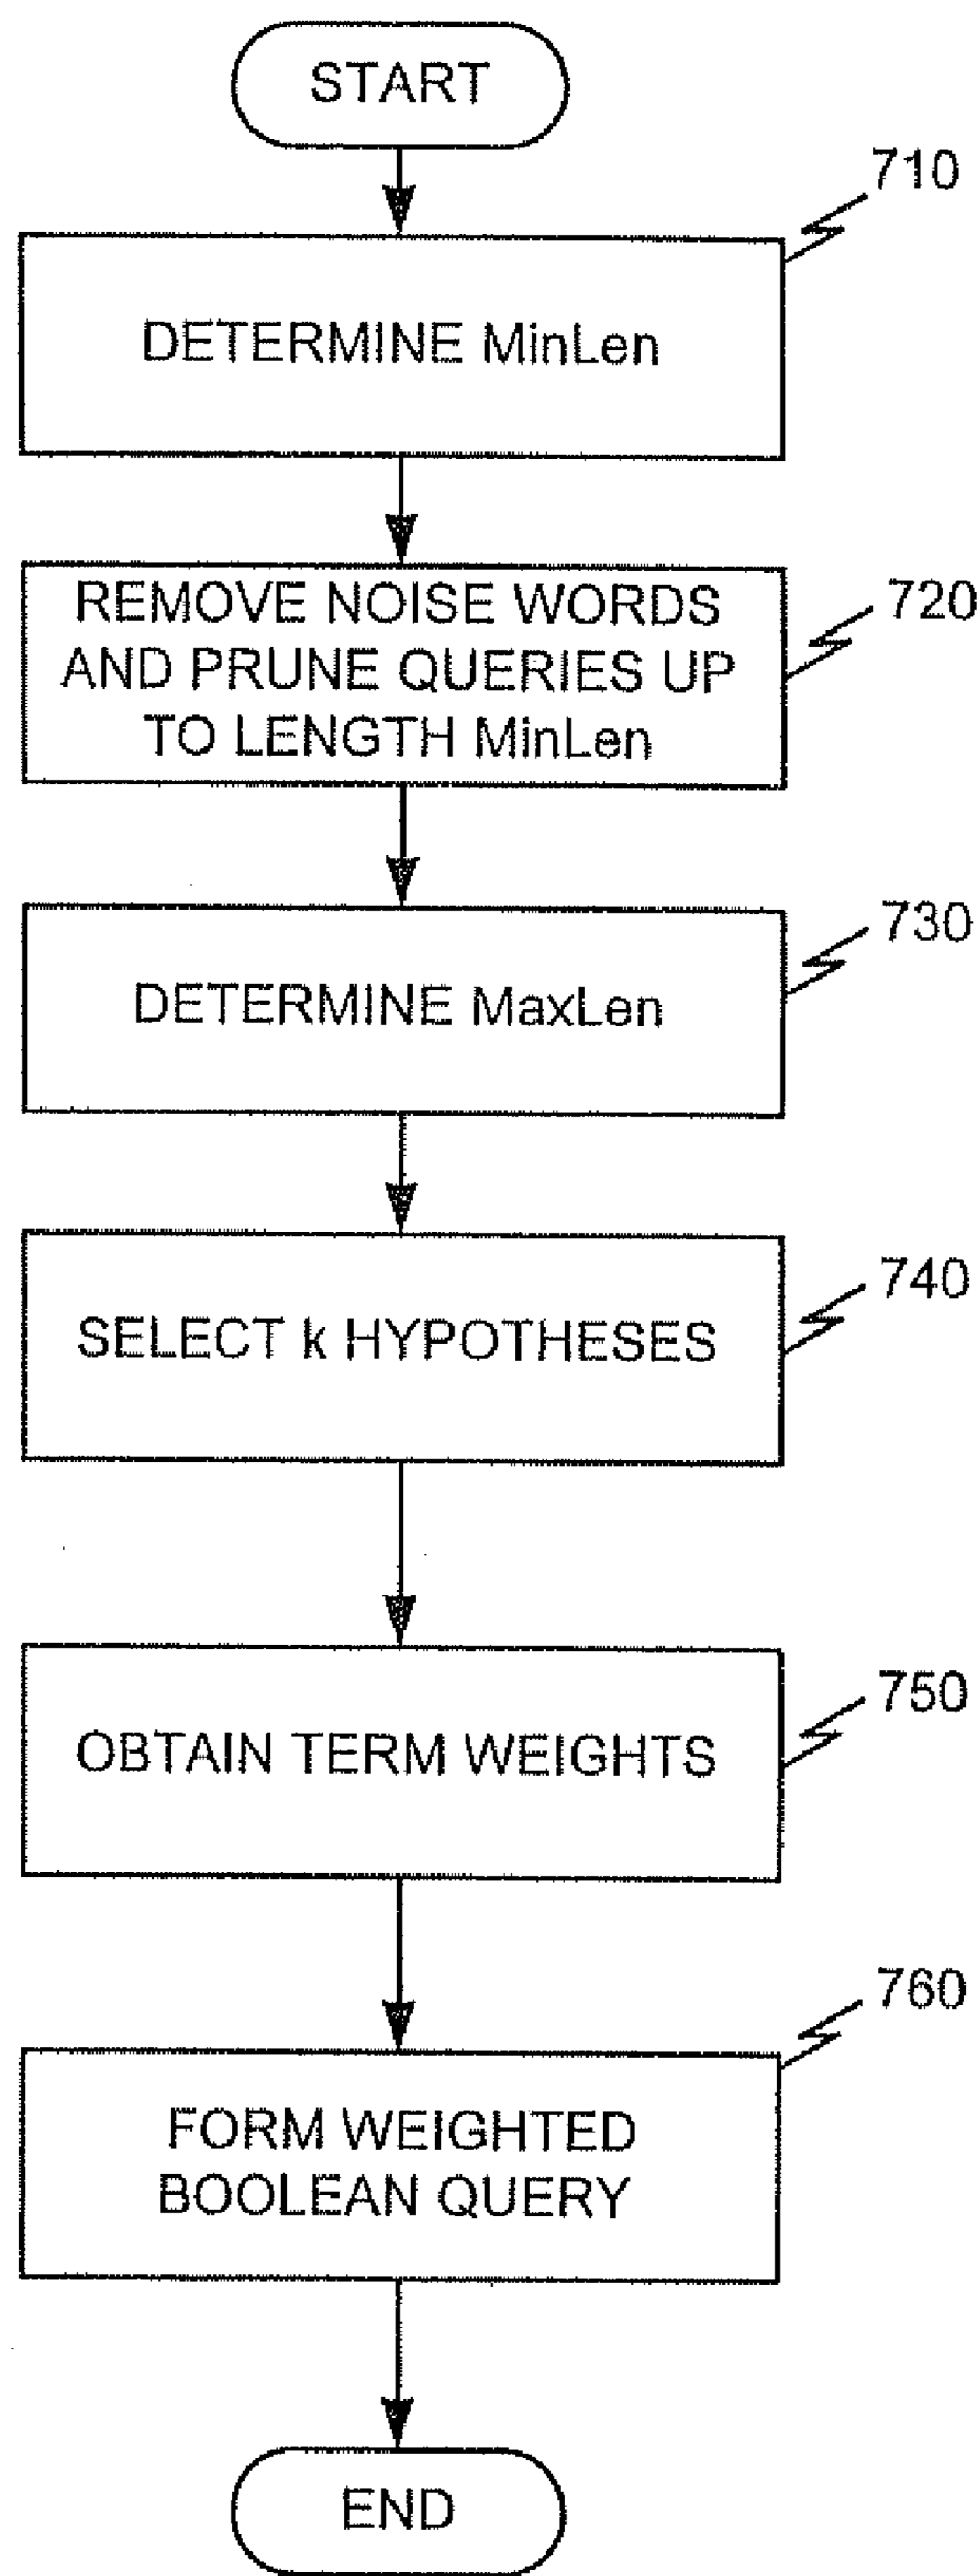 START
710
DETERMINE MinLen
REMOVE NOISE WORDS
AND PRUNE QUERIES UP
TO LENGTH MinLen
720
730
DETERMINE MaxLen
740
SELECT k HYPOTHESES
750
OBTAIN TERM WEIGHTS
760
FORM WEIGHTED
BOOLEAN QUERY
END